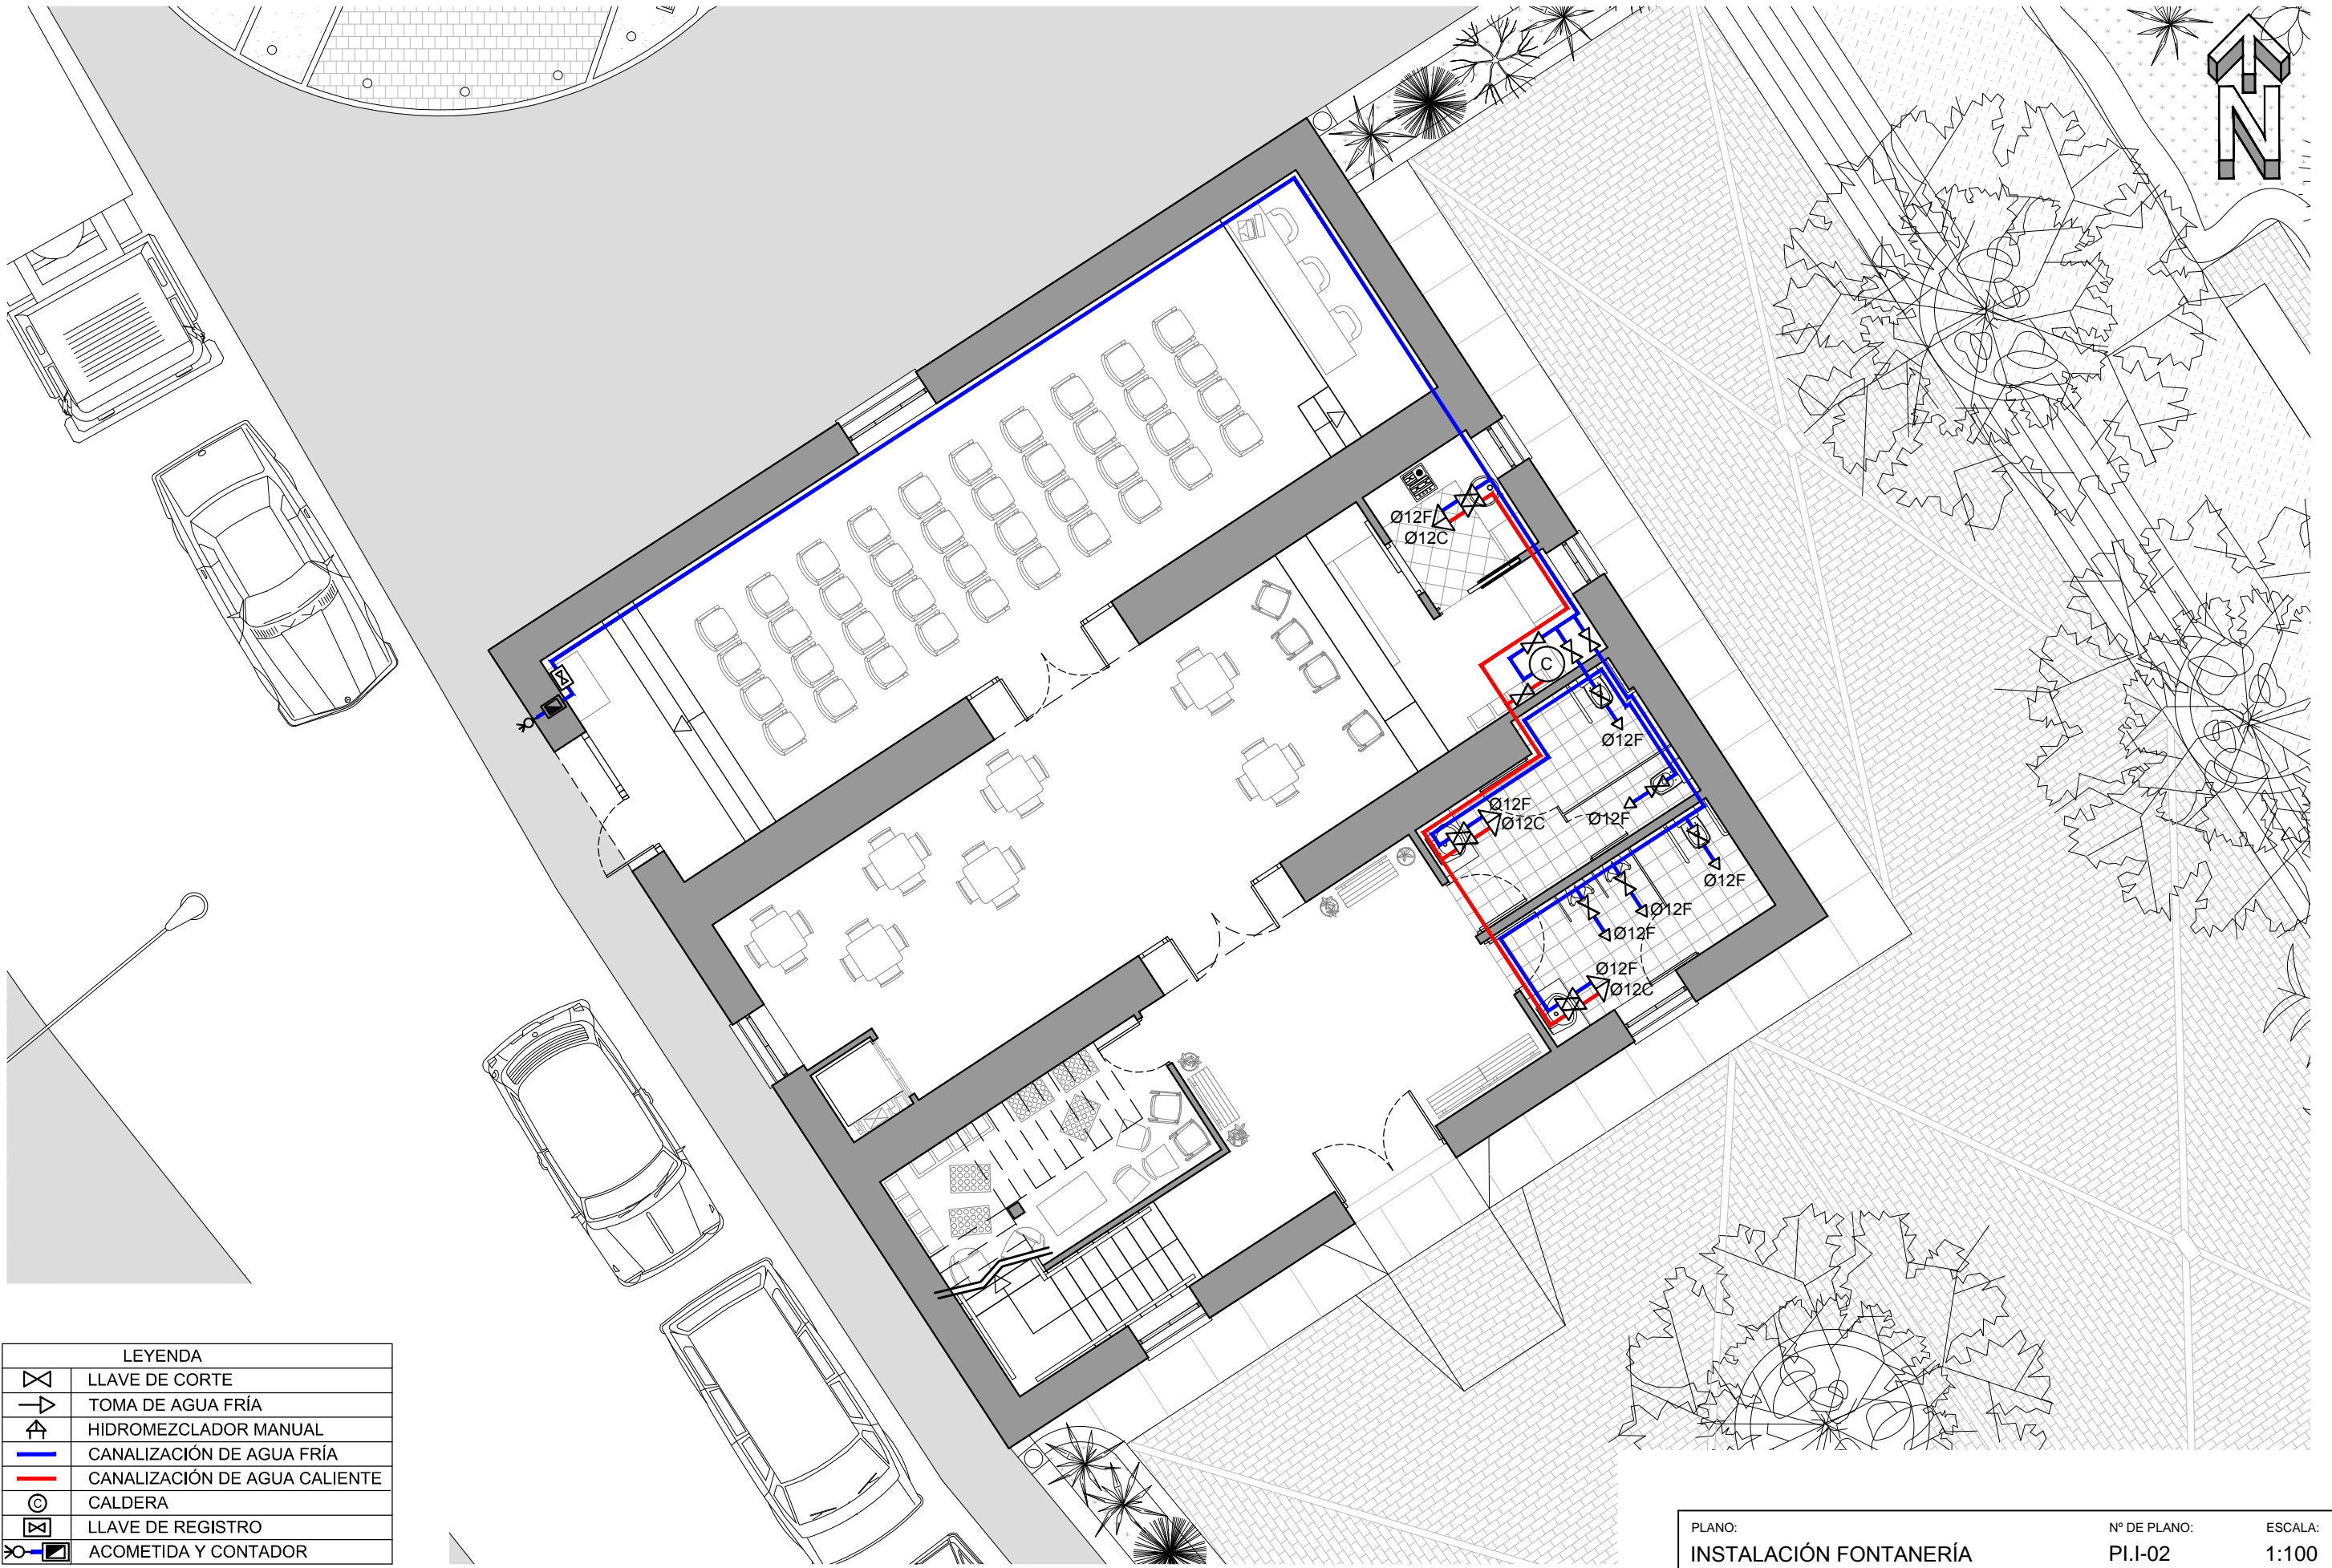 N
Ø12F
Ø12C
C
Ø12F
Ø12F
Ø12C
Ø12F
Ø12F
Ø12F
Ø12F
Ø12F
Ø12C
LEYENDA
LLAVE DE CORTE
TOMA DE AGUA FRÍA
HIDROMEZCLADOR MANUAL
CANALIZACIÓN DE AGUA FRÍA
CANALIZACIÓN DE AGUA CALIENTE
C CALDERA
LLAVE DE REGISTRO
ACOMETIDA Y CONTADOR
PLANO: Nº DE PLANO: ESCALA:
INSTALACIÓN FONTANERÍA PI.I-02 1:100